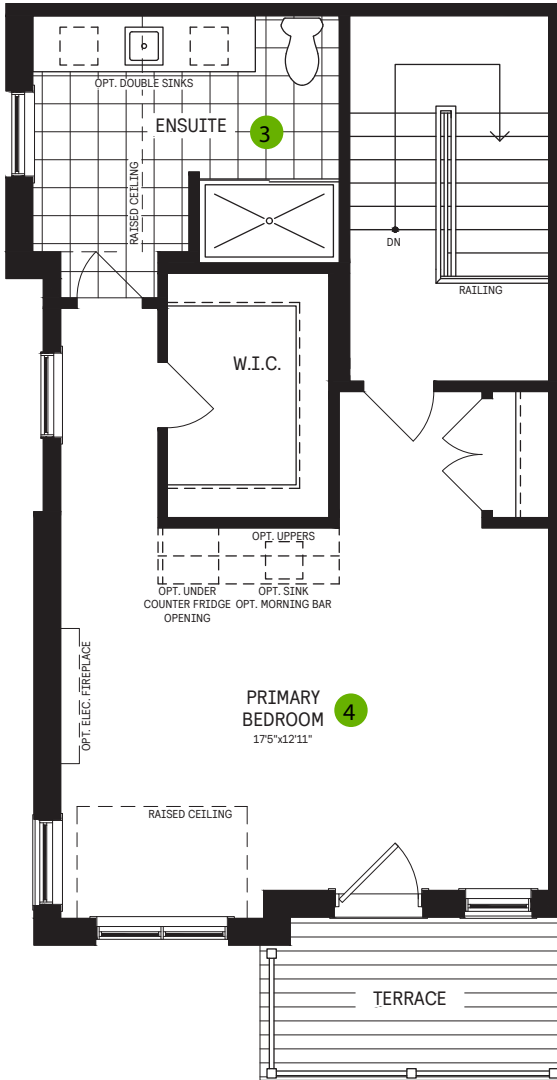 OPT. DOUBLE SINKS
ENSUITE
3
RAISED CEILING
DN
RAILING
W.I.C.
OPT. UPPERS
OPT. UNDER
COUNTER FRIDGE
OPENING
OPT. SINK
OPT. MORNING BAR
OPT. ELEC. FIREPLACE
PRIMARY
BEDROOM
4
17'5"x12'11"
RAISED CEILING
TERRACE